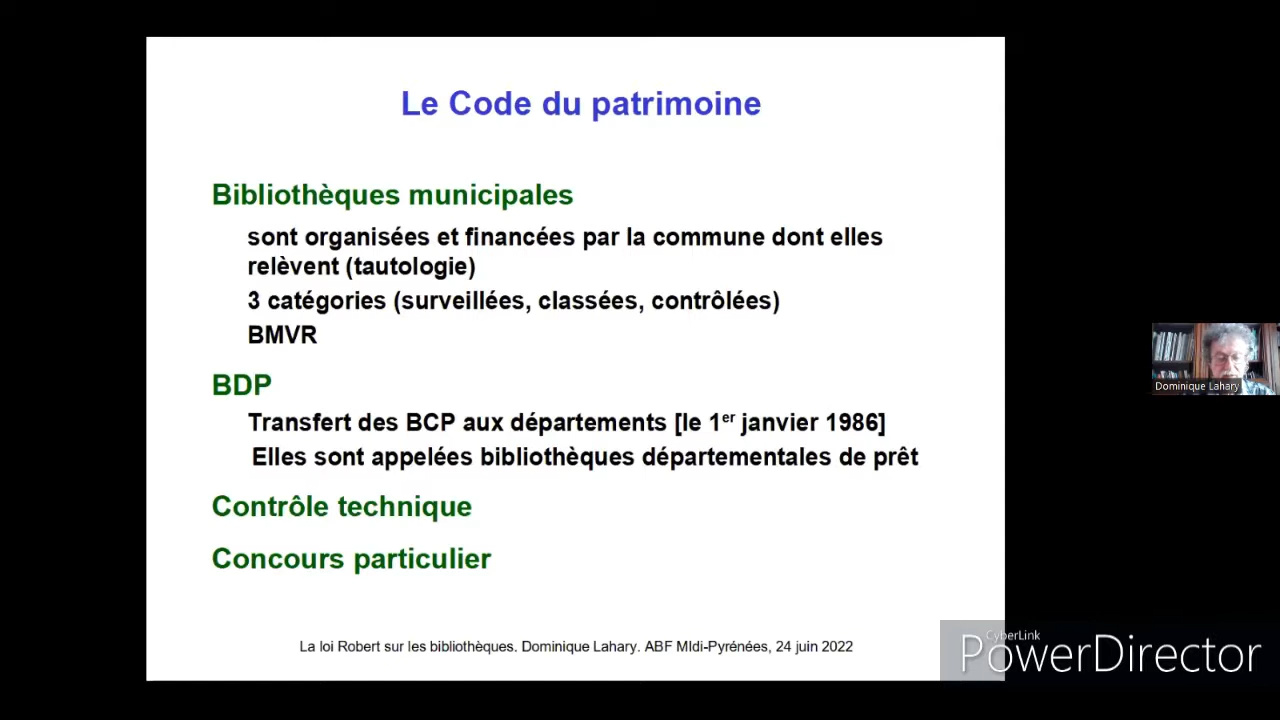 Le Code du patrimoine
Bibliothèques municipales
sont organisées et financées par la commune dont elles
relèvent (tautologie)
3 catégories (surveillées, classées, contrôlées)
BMVR
BDP
Transfert des BCP aux départements [le 1er janvier 1986]
Elles sont appelées bibliothèques départementales de prêt
Contrôle technique
Concours particulier
La loi Robert sur les bibliothèques. Dominique Lahary. ABF MIdi-Pyrénées, 24 juin 2022
Dominique Lahary
CyberLink
PowerDirector